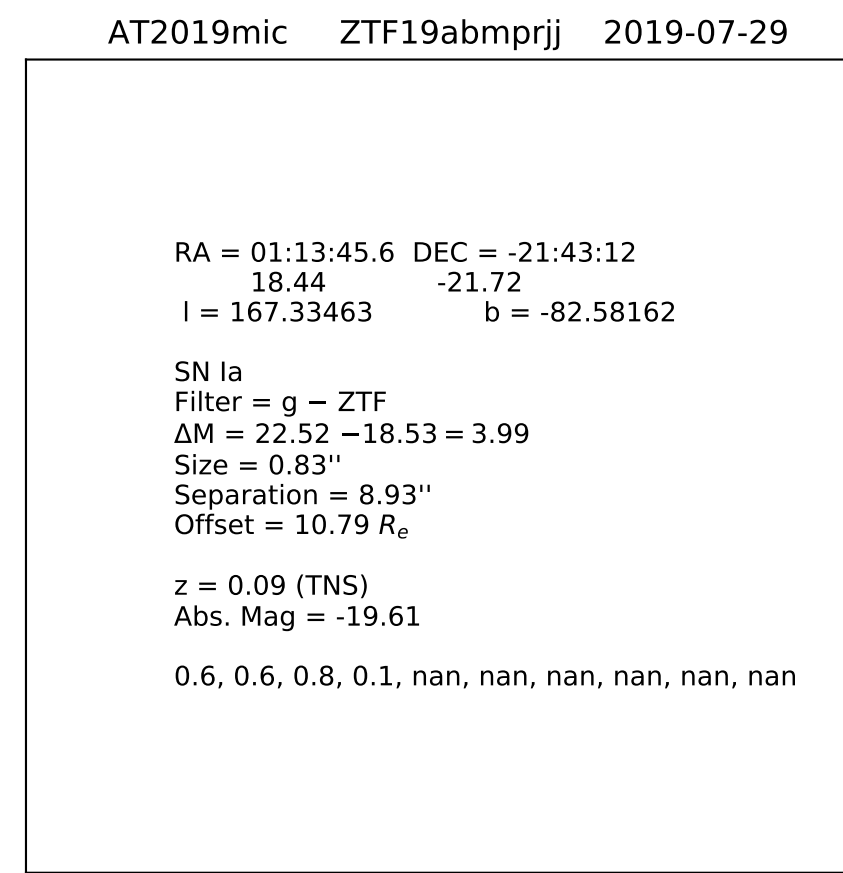 AT2019mic ZTF19abmprjj 2019-07-29
RA = 01:13:45.6 DEC = -21:43:12
18.44 -21.72
l = 167.33463 b = -82.58162
SN Ia
Filter = g − ZTF
ΔM = 22.52 −18.53 = 3.99
Size = 0.83''
Separation = 8.93''
Offset = 10.79 Rₑ
z = 0.09 (TNS)
Abs. Mag = -19.61
0.6, 0.6, 0.8, 0.1, nan, nan, nan, nan, nan, nan